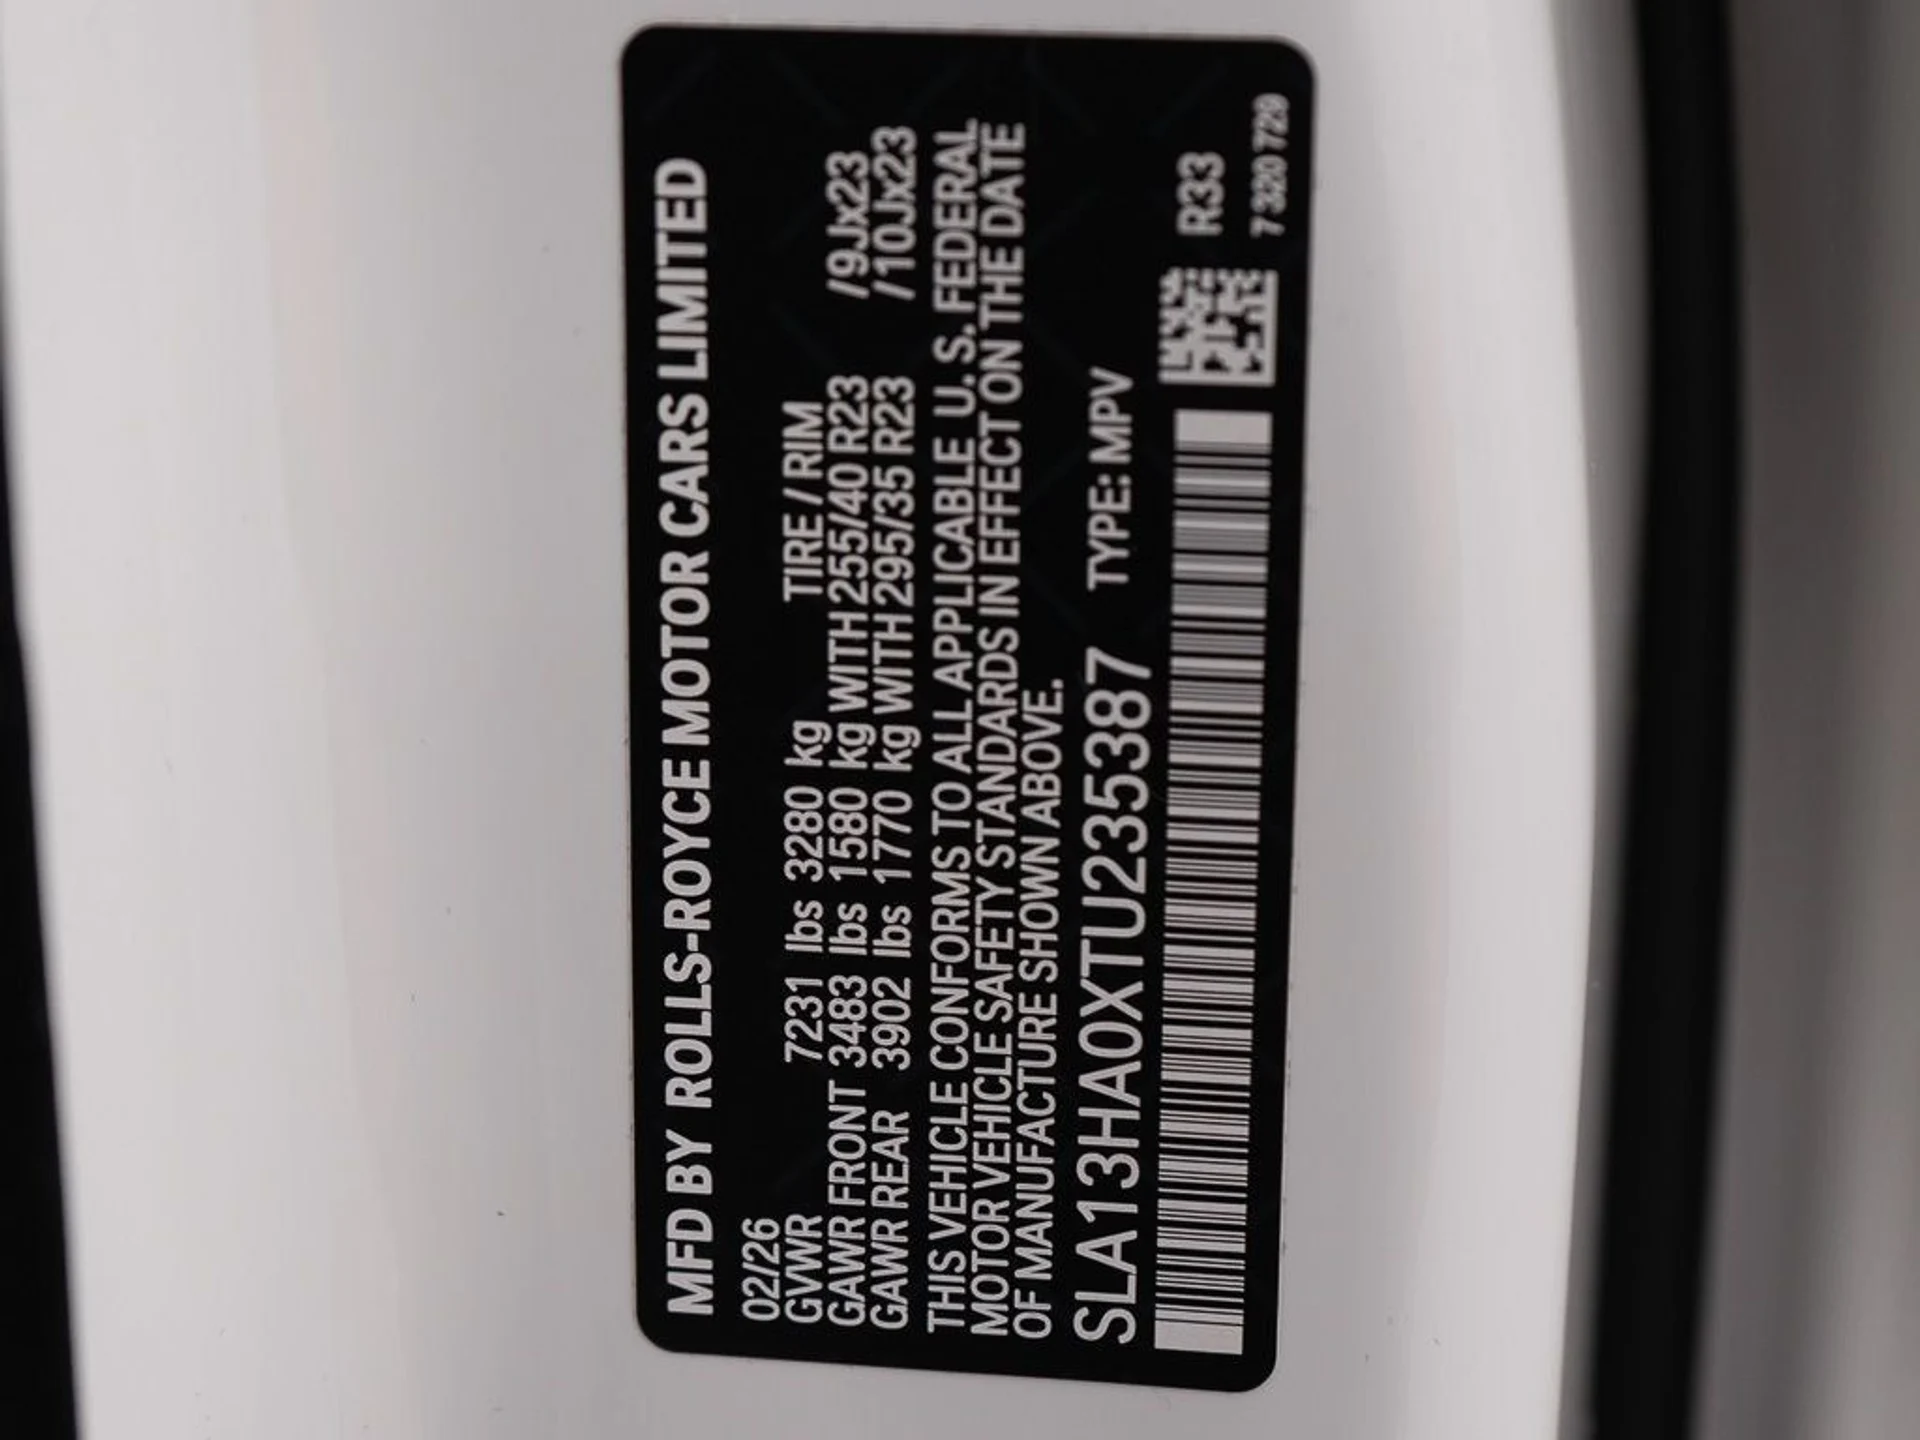 MFD BY ROLLS-ROYCE MOTOR CARS LIMITED
02/26
GVWR 7231 lbs 3280 kg TIRE / RIM
GAWR FRONT 3483 lbs 1580 kg WITH 255/40 R23 /9Jx23
GAWR REAR 3902 lbs 1770 kg WITH 295/35 R23 /10Jx23
THIS VEHICLE CONFORMS TO ALL APPLICABLE U.S. FEDERAL
MOTOR VEHICLE SAFETY STANDARDS IN EFFECT ON THE DATE
OF MANUFACTURE SHOWN ABOVE.
SLA13HA0XTU235387 TYPE: MPV
R33
7 320 729